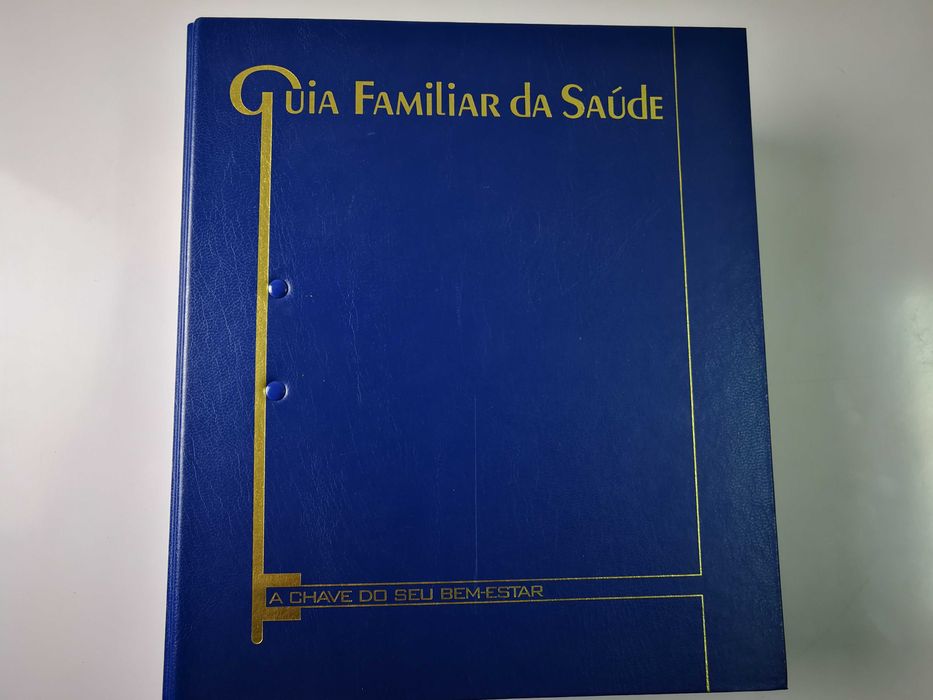 Guia Familiar da Saúde
A CHAVE DO SEU BEM-ESTAR